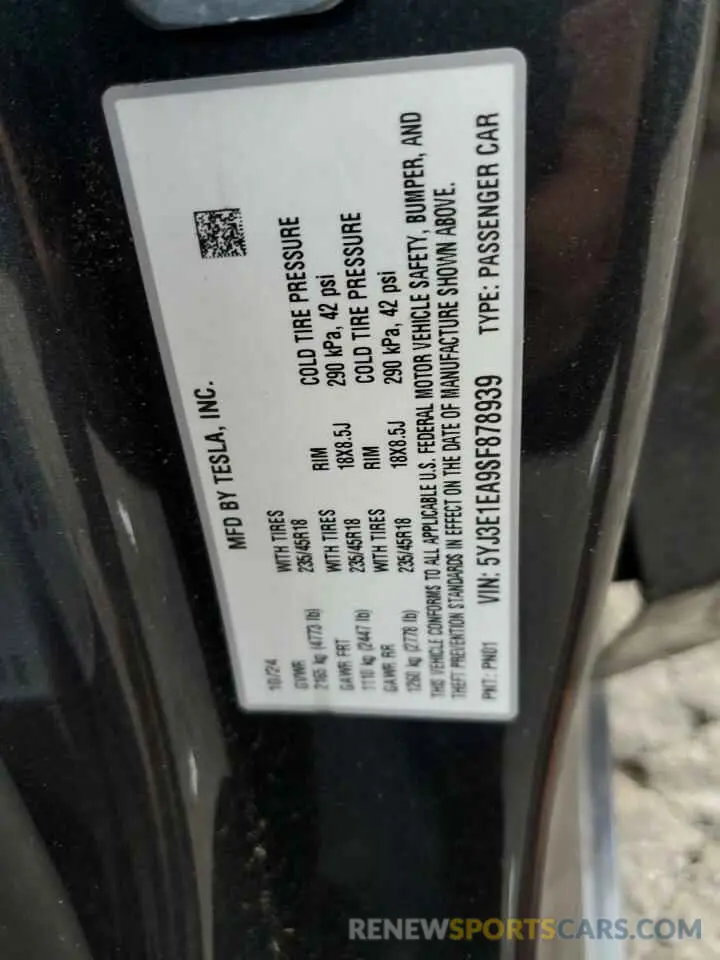 MFD BY TESLA, INC.
10/24
GVWR WITH TIRES RIM COLD TIRE PRESSURE
2165 kg (4773 lb) 235/45R18 18X8.5J 290 kPa, 42 psi
GAWR FRT WITH TIRES RIM COLD TIRE PRESSURE
1110 kg (2447 lb) 235/45R18 18X8.5J 290 kPa, 42 psi
GAWR RR WITH TIRES
1260 kg (2778 lb) 235/45R18
THIS VEHICLE CONFORMS TO ALL APPLICABLE U.S. FEDERAL MOTOR VEHICLE SAFETY, BUMPER, AND
THEFT PREVENTION STANDARDS IN EFFECT ON THE DATE OF MANUFACTURE SHOWN ABOVE.
PKT: PN01 VIN: 5YJ3E1EA9SF878939 TYPE: PASSENGER CAR
RENEWSPORTSCARS.COM